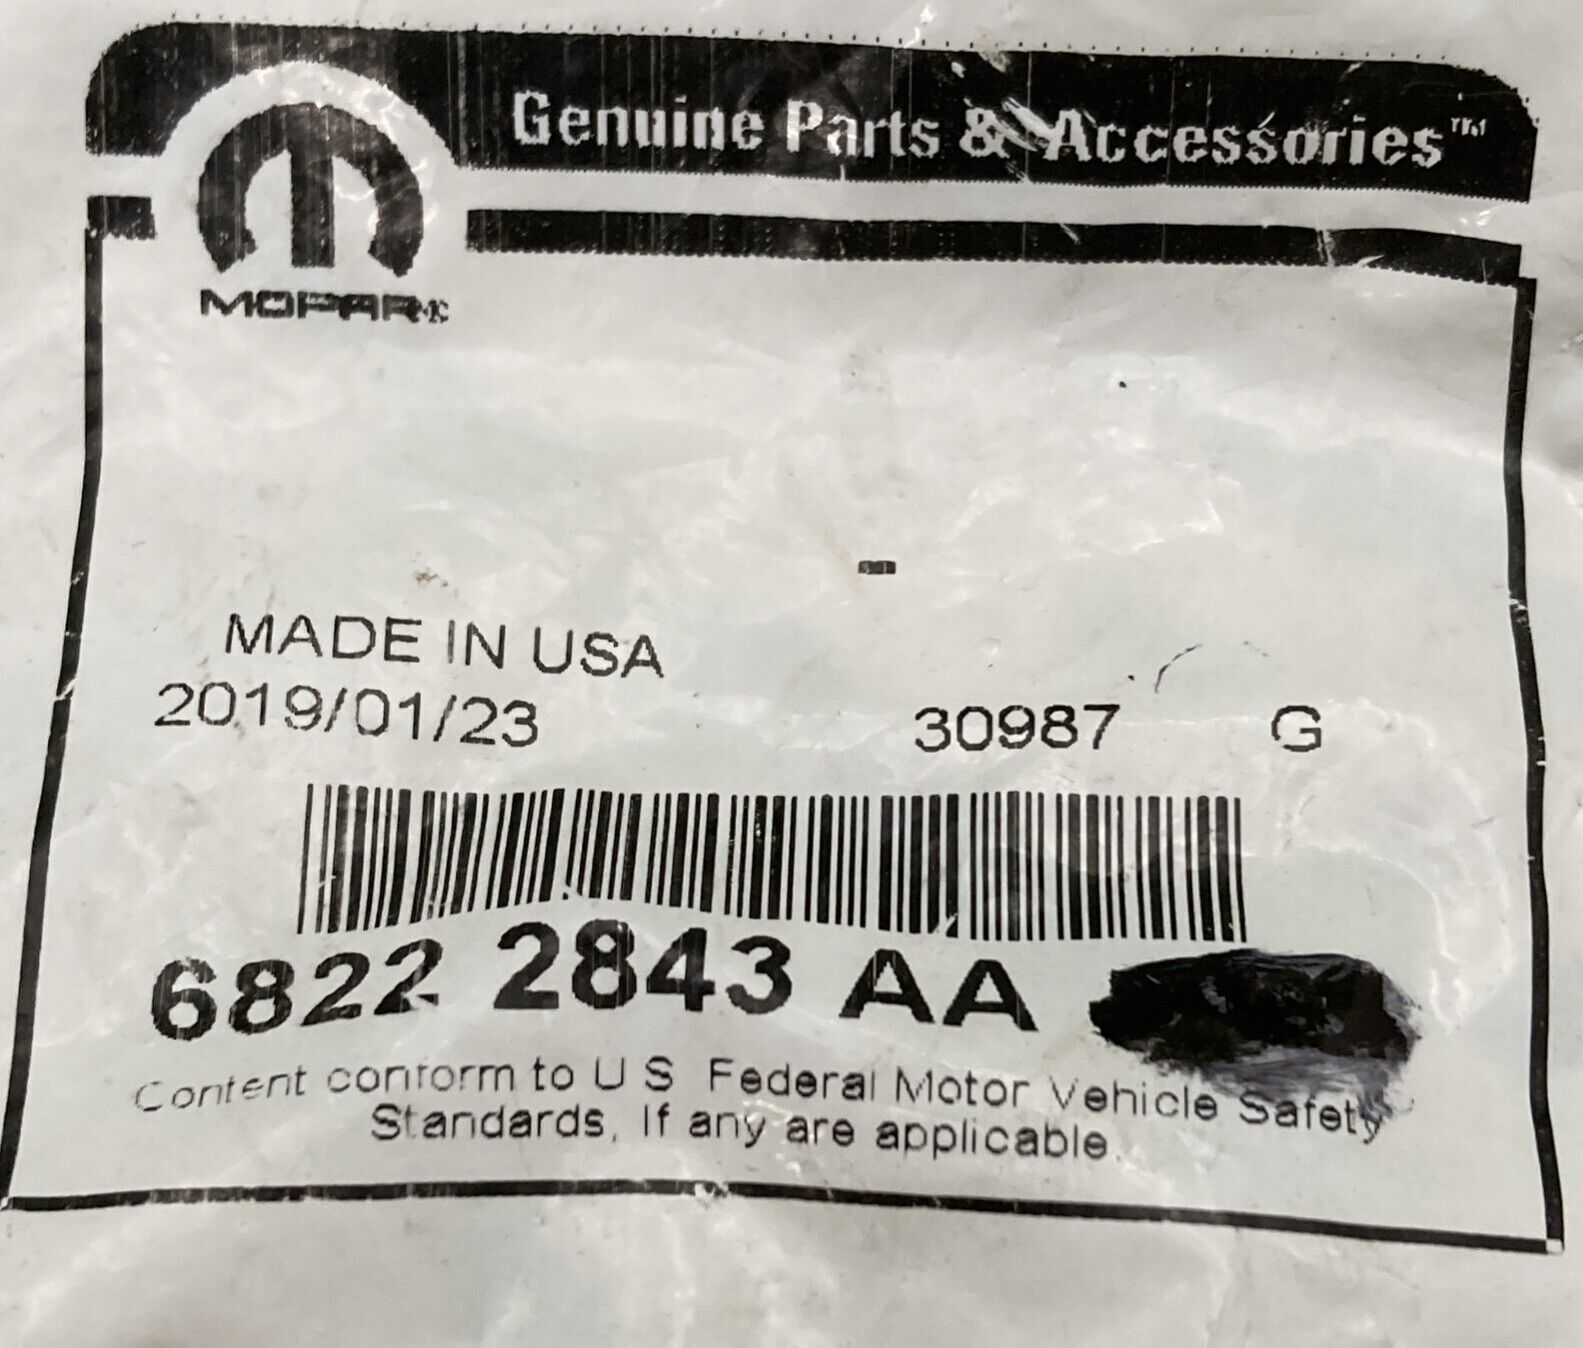 Genuine Parts & Accessories™
MOPAR®
-
MADE IN USA
2019/01/23 30987 G
6822 2843 AA
Content conform to U S Federal Motor Vehicle Safety
Standards, If any are applicable.